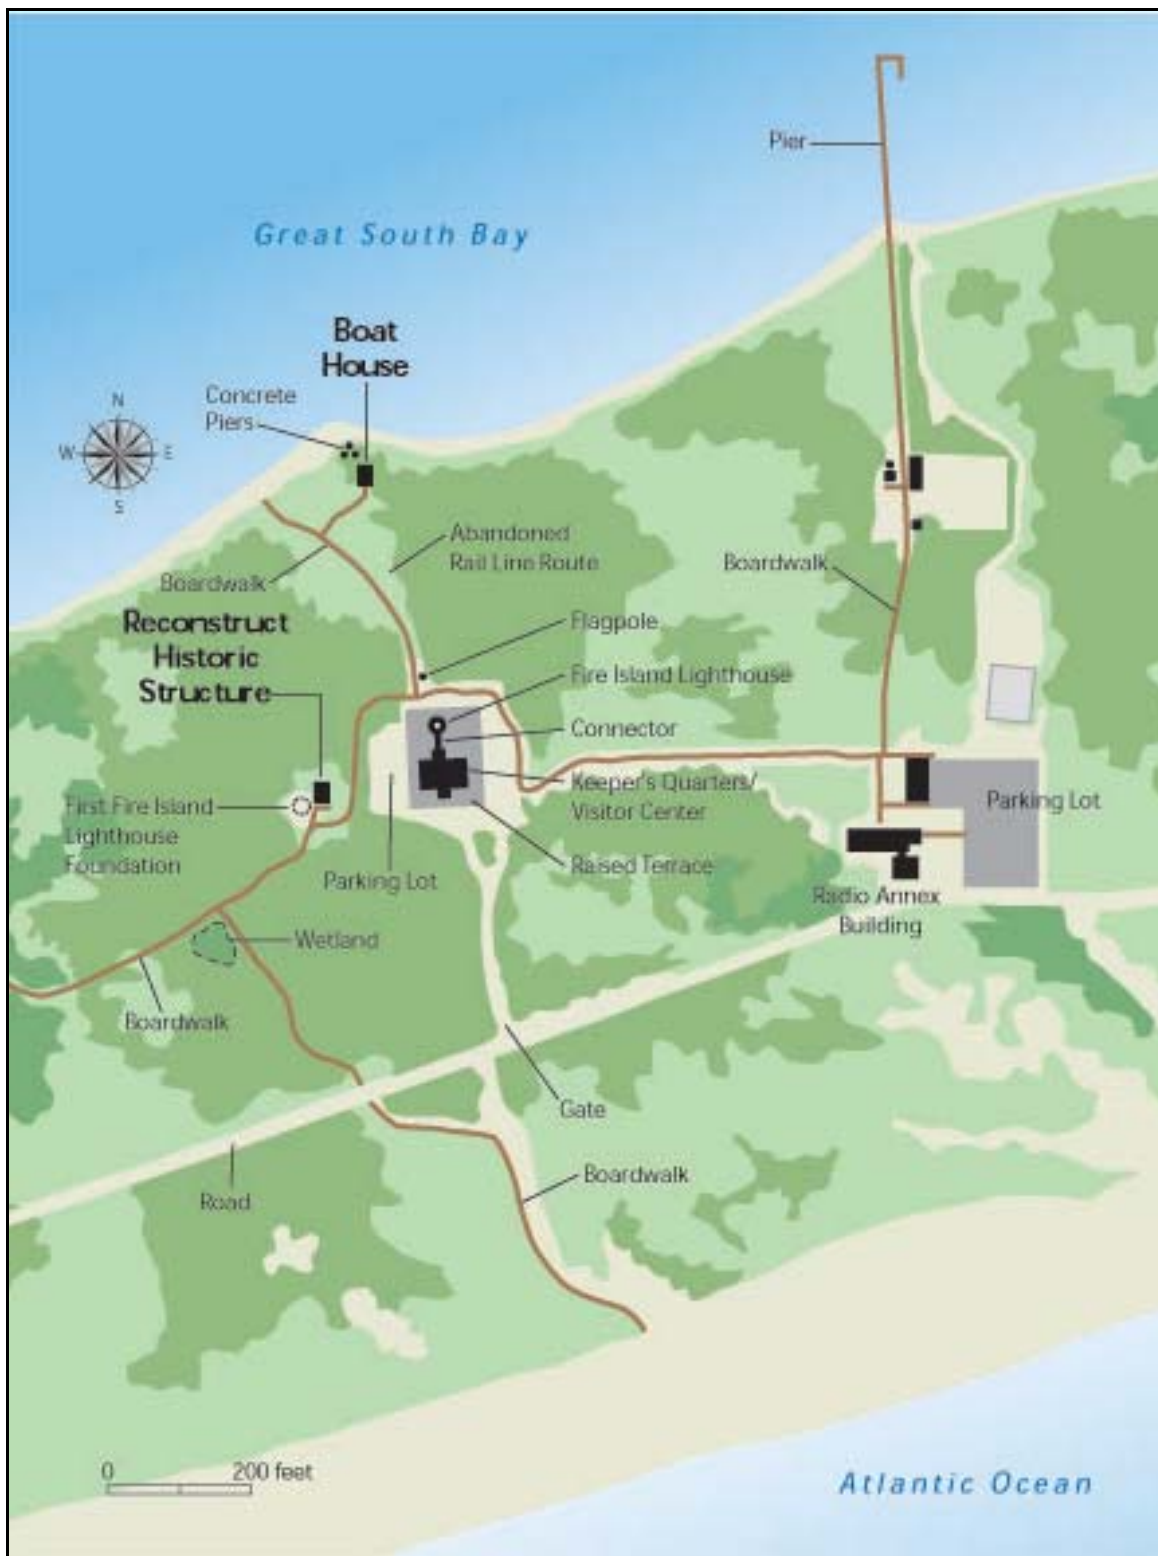 Pier
Great South Bay
Boat
House
Concrete
Piers
N
W
E
S
Abandoned
Rail Line Route
Boardwalk
Boardwalk
Reconstruct
Historic
Structure
Flagpole
Fire Island Lighthouse
Connector
Keeper's Quarters/
Visitor Center
First Fire Island
Lighthouse
Foundation
Parking Lot
Raised Terrace
Parking Lot
Radio Annex
Building
Wetland
Boardwalk
Gate
Boardwalk
Road
0 200 feet
Atlantic Ocean